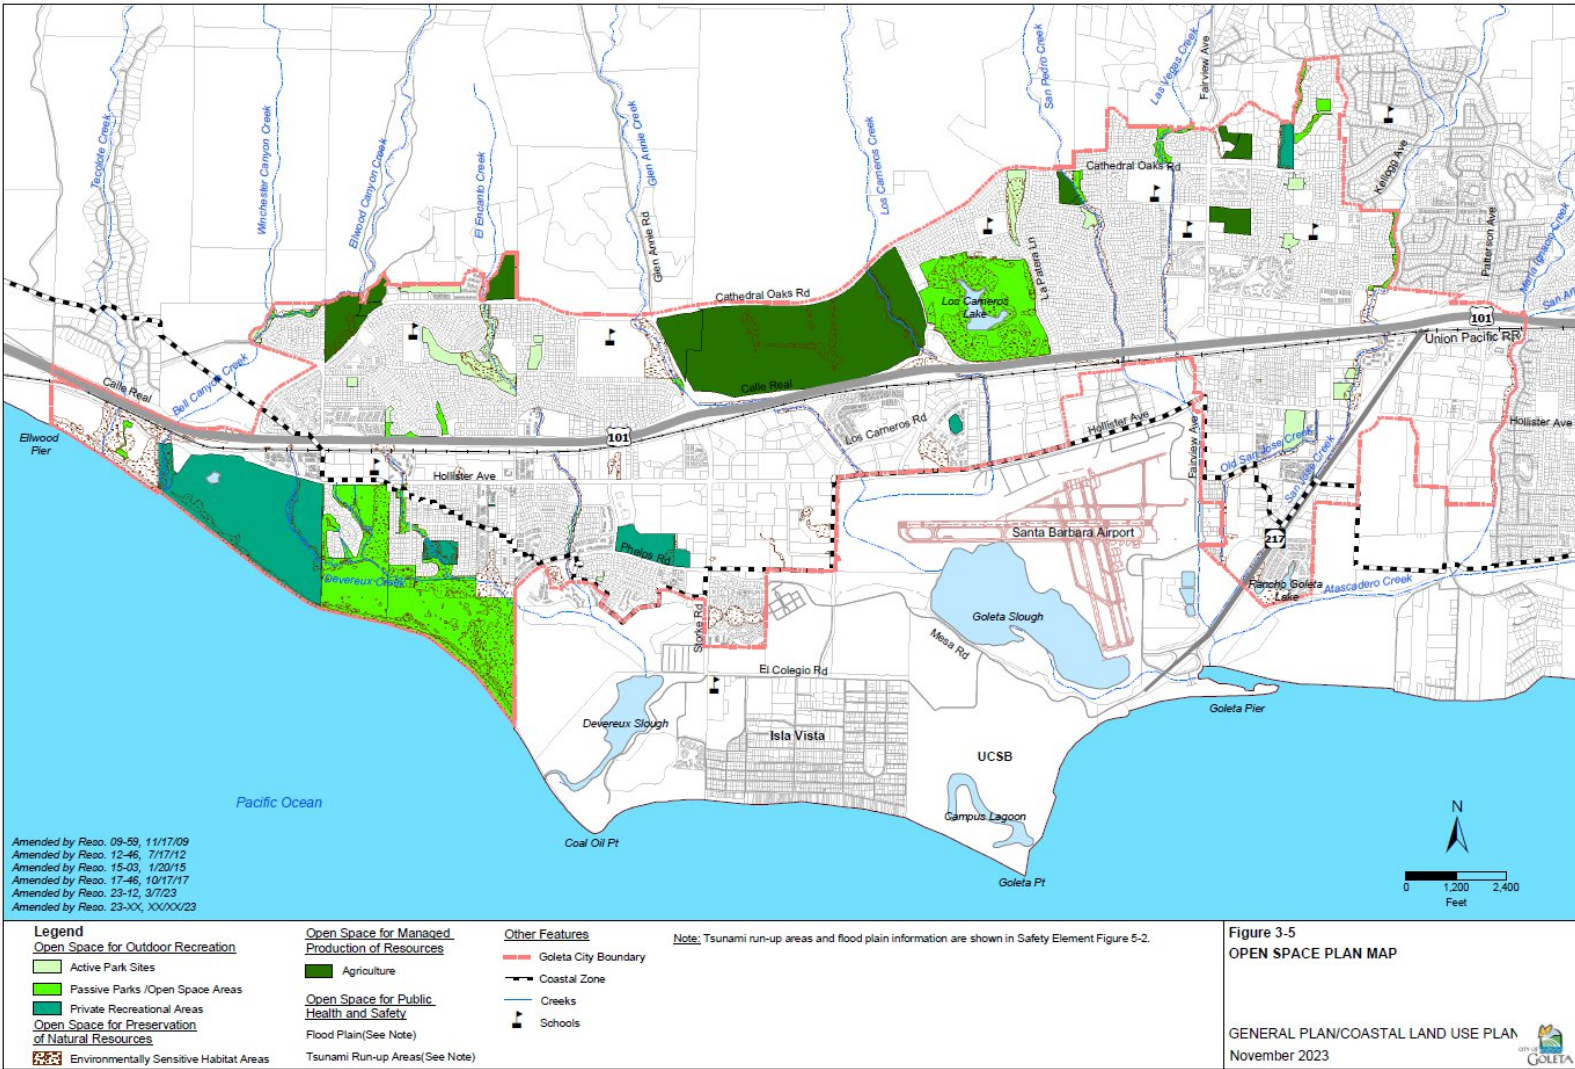 Tecolote Creek
Winchester Canyon Creek
Ellwood Canyon Creek
El Encanto Creek
Glen Annie Creek
Glen Annie Rd
Los Carneros Creek
San Pedro Creek
Las Vegas Creek
Fairview Ave
Kellogg Ave
Patterson Ave
Maria Ignacio Creek
San An
Cathedral Oaks Rd
Cathedral Oaks Rd
La Patera Ln
Los Carneros
Lake
101
Union Pacific RR
Calle Real
Calle Real
Bell Canyon Creek
Ellwood
Pier
101
Los Carneros Rd
Hollister Ave
Hollister Ave
Hollister Ave
Fairview Ave
Old San Jose Creek
San Jose Creek
Phelps Rd
Santa Barbara Airport
217
Devereux Creek
Rancho Goleta
Lake
Atascadero Creek
Storke Rd
Goleta Slough
Mesa Rd
El Colegio Rd
Goleta Pier
Devereux Slough
Isla Vista
UCSB
Pacific Ocean
Campus Lagoon
Coal Oil Pt
Goleta Pt
N
0 1,200 2,400
Feet
Amended by Reso. 09-59, 11/17/09
Amended by Reso. 12-46, 7/17/12
Amended by Reso. 15-03, 1/20/15
Amended by Reso. 17-46, 10/17/17
Amended by Reso. 23-12, 3/7/23
Amended by Reso. 23-XX, XX/XX/23
Legend
Open Space for Outdoor Recreation
Active Park Sites
Passive Parks /Open Space Areas
Private Recreational Areas
Open Space for Preservation
of Natural Resources
Environmentally Sensitive Habitat Areas
Open Space for Managed
Production of Resources
Agriculture
Open Space for Public
Health and Safety
Flood Plain(See Note)
Tsunami Run-up Areas(See Note)
Other Features
Goleta City Boundary
Coastal Zone
Creeks
Schools
Note: Tsunami run-up areas and flood plain information are shown in Safety Element Figure 5-2.
Figure 3-5
OPEN SPACE PLAN MAP
GENERAL PLAN/COASTAL LAND USE PLAN
November 2023
CITY OF
GOLETA